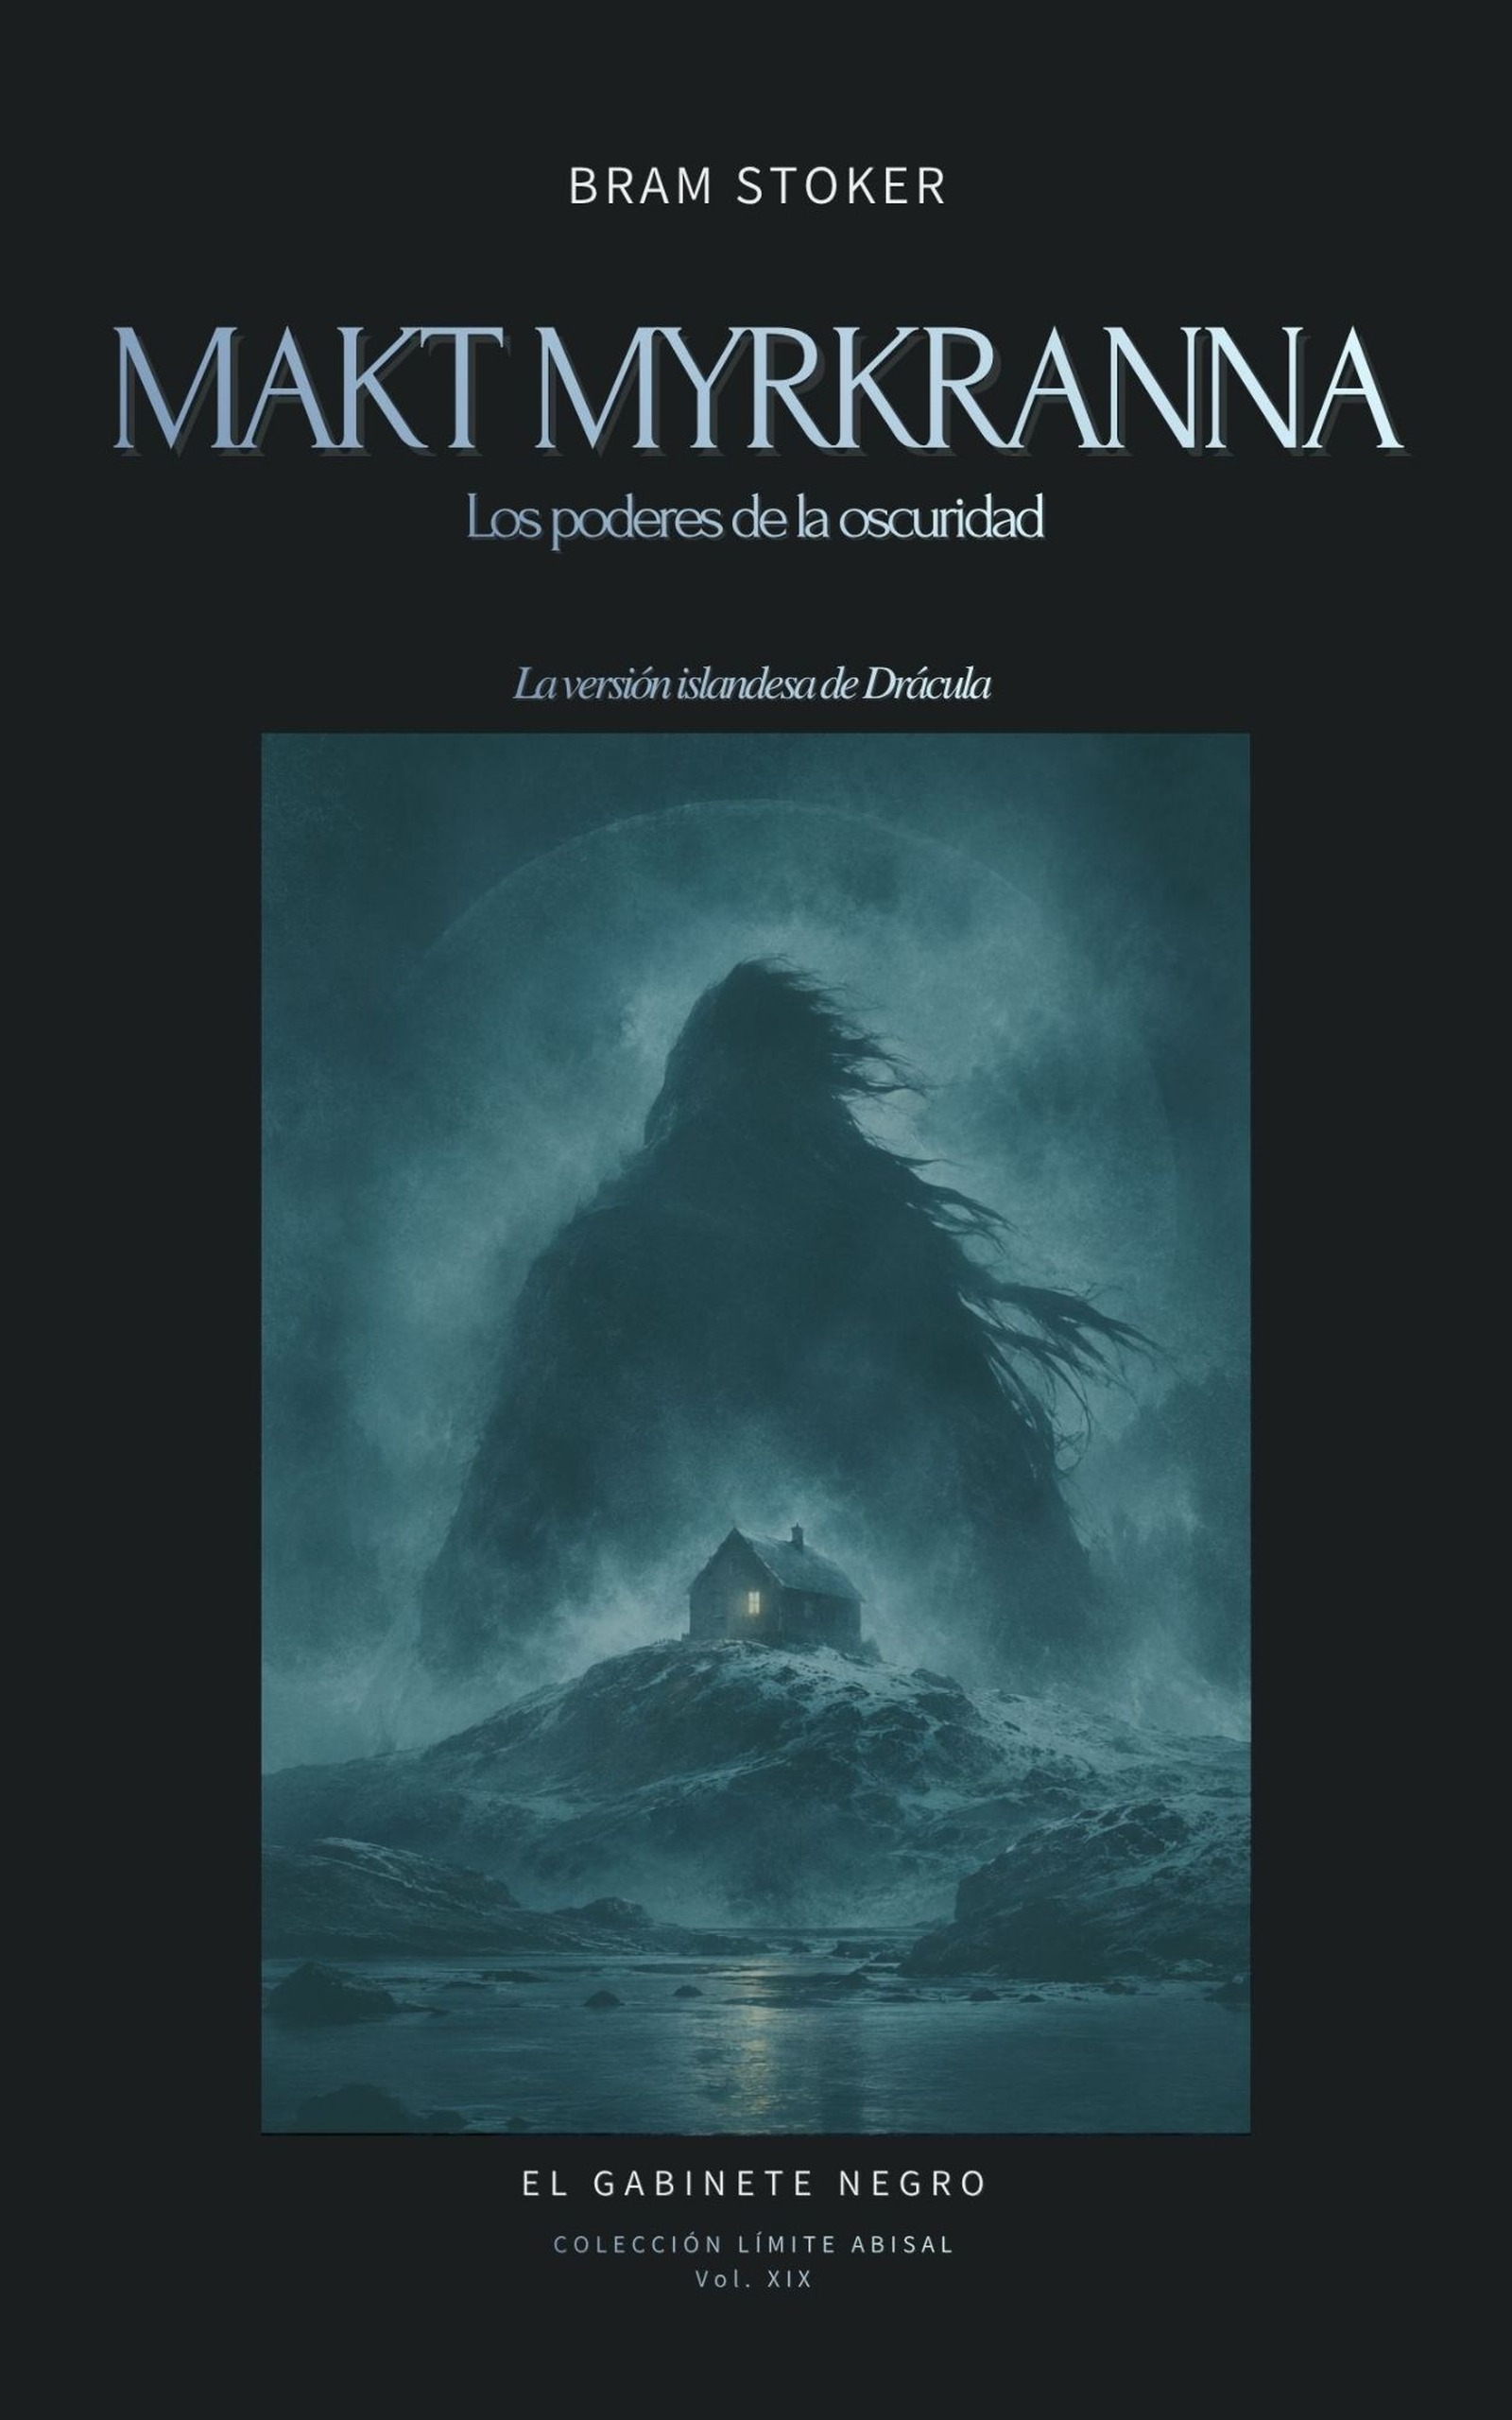 BRAM STOKER
MAKT MYRKRANNA
Los poderes de la oscuridad
La versión islandesa de Drácula
EL GABINETE NEGRO
COLECCIÓN LÍMITE ABISAL
Vol. XIX